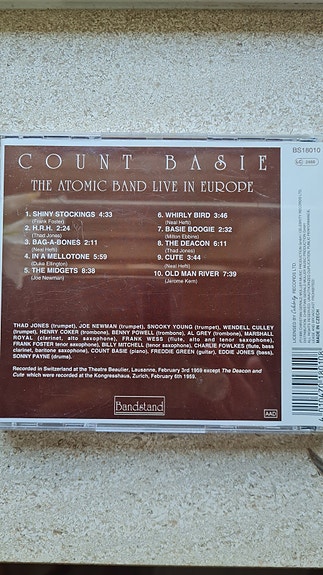 BS18010
LC 3366
COUNT BASIE
THE ATOMIC BAND LIVE IN EUROPE
1. SHINY STOCKINGS 4:33
(Frank Foster)
2. H.R.H. 2:24
(Thad Jones)
3. BAG-A-BONES 2:11
(Neal Hefti)
4. IN A MELLOTONE 5:59
(Duke Ellington)
5. THE MIDGETS 8:38
(Joe Newman)
6. WHIRLY BIRD 3:46
(Neal Hefti)
7. BASIE BOOGIE 2:32
(Milton Ebbins)
8. THE DEACON 6:11
(Thad Jones)
9. CUTE 3:44
(Neal Hefti)
10. OLD MAN RIVER 7:39
(Jerome Kern)
THAD JONES (trumpet), JOE NEWMAN (trumpet), SNOOKY YOUNG (trumpet), WENDELL CULLEY
(trumpet), HENRY COKER (trombone), BENNY POWELL (trombone), AL GREY (trombone), MARSHALL
ROYAL (clarinet, alto saxophone), FRANK WESS (flute, alto and tenor saxophone),
FRANK FOSTER (tenor saxophone), BILLY MITCHELL (tenor saxophone), CHARLIE FOWLKES (flute, bass
clarinet, baritone saxophone), COUNT BASIE (piano), FREDDIE GREEN (guitar), EDDIE JONES (bass),
SONNY PAYNE (drums).
Recorded in Switzerland at the Theatre Beaulier, Lausanne, February 3rd 1959 except The Deacon and
Cute which were recorded at the Kongresshaus, Zurich, February 6th 1959.
Bandstand
AAD
MADE IN CZECH